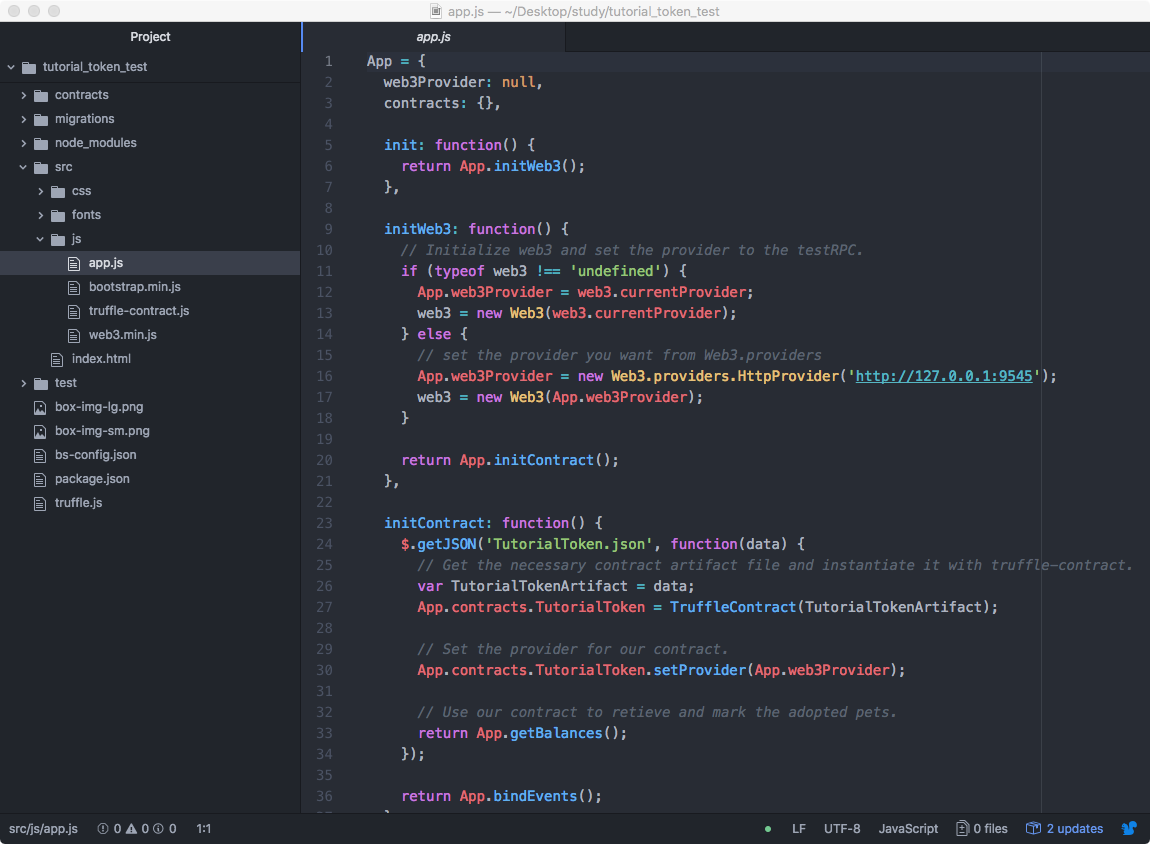 app.js — ~/Desktop/study/tutorial_token_test
Project
tutorial_token_test
contracts
migrations
node_modules
src
css
fonts
js
app.js
bootstrap.min.js
truffle-contract.js
web3.min.js
index.html
test
box-img-lg.png
box-img-sm.png
bs-config.json
package.json
truffle.js
app.js
1 App = {
2 web3Provider: null,
3 contracts: {},
4
5 init: function() {
6 return App.initWeb3();
7 },
8
9 initWeb3: function() {
10 // Initialize web3 and set the provider to the testRPC.
11 if (typeof web3 !== 'undefined') {
12 App.web3Provider = web3.currentProvider;
13 web3 = new Web3(web3.currentProvider);
14 } else {
15 // set the provider you want from Web3.providers
16 App.web3Provider = new Web3.providers.HttpProvider('http://127.0.0.1:9545');
17 web3 = new Web3(App.web3Provider);
18 }
19
20 return App.initContract();
21 },
22
23 initContract: function() {
24 $.getJSON('TutorialToken.json', function(data) {
25 // Get the necessary contract artifact file and instantiate it with truffle-contract.
26 var TutorialTokenArtifact = data;
27 App.contracts.TutorialToken = TruffleContract(TutorialTokenArtifact);
28
29 // Set the provider for our contract.
30 App.contracts.TutorialToken.setProvider(App.web3Provider);
31
32 // Use our contract to retieve and mark the adopted pets.
33 return App.getBalances();
34 });
35
36 return App.bindEvents();
src/js/app.js 0 0 0 1:1 LF UTF-8 JavaScript 0 files 2 updates